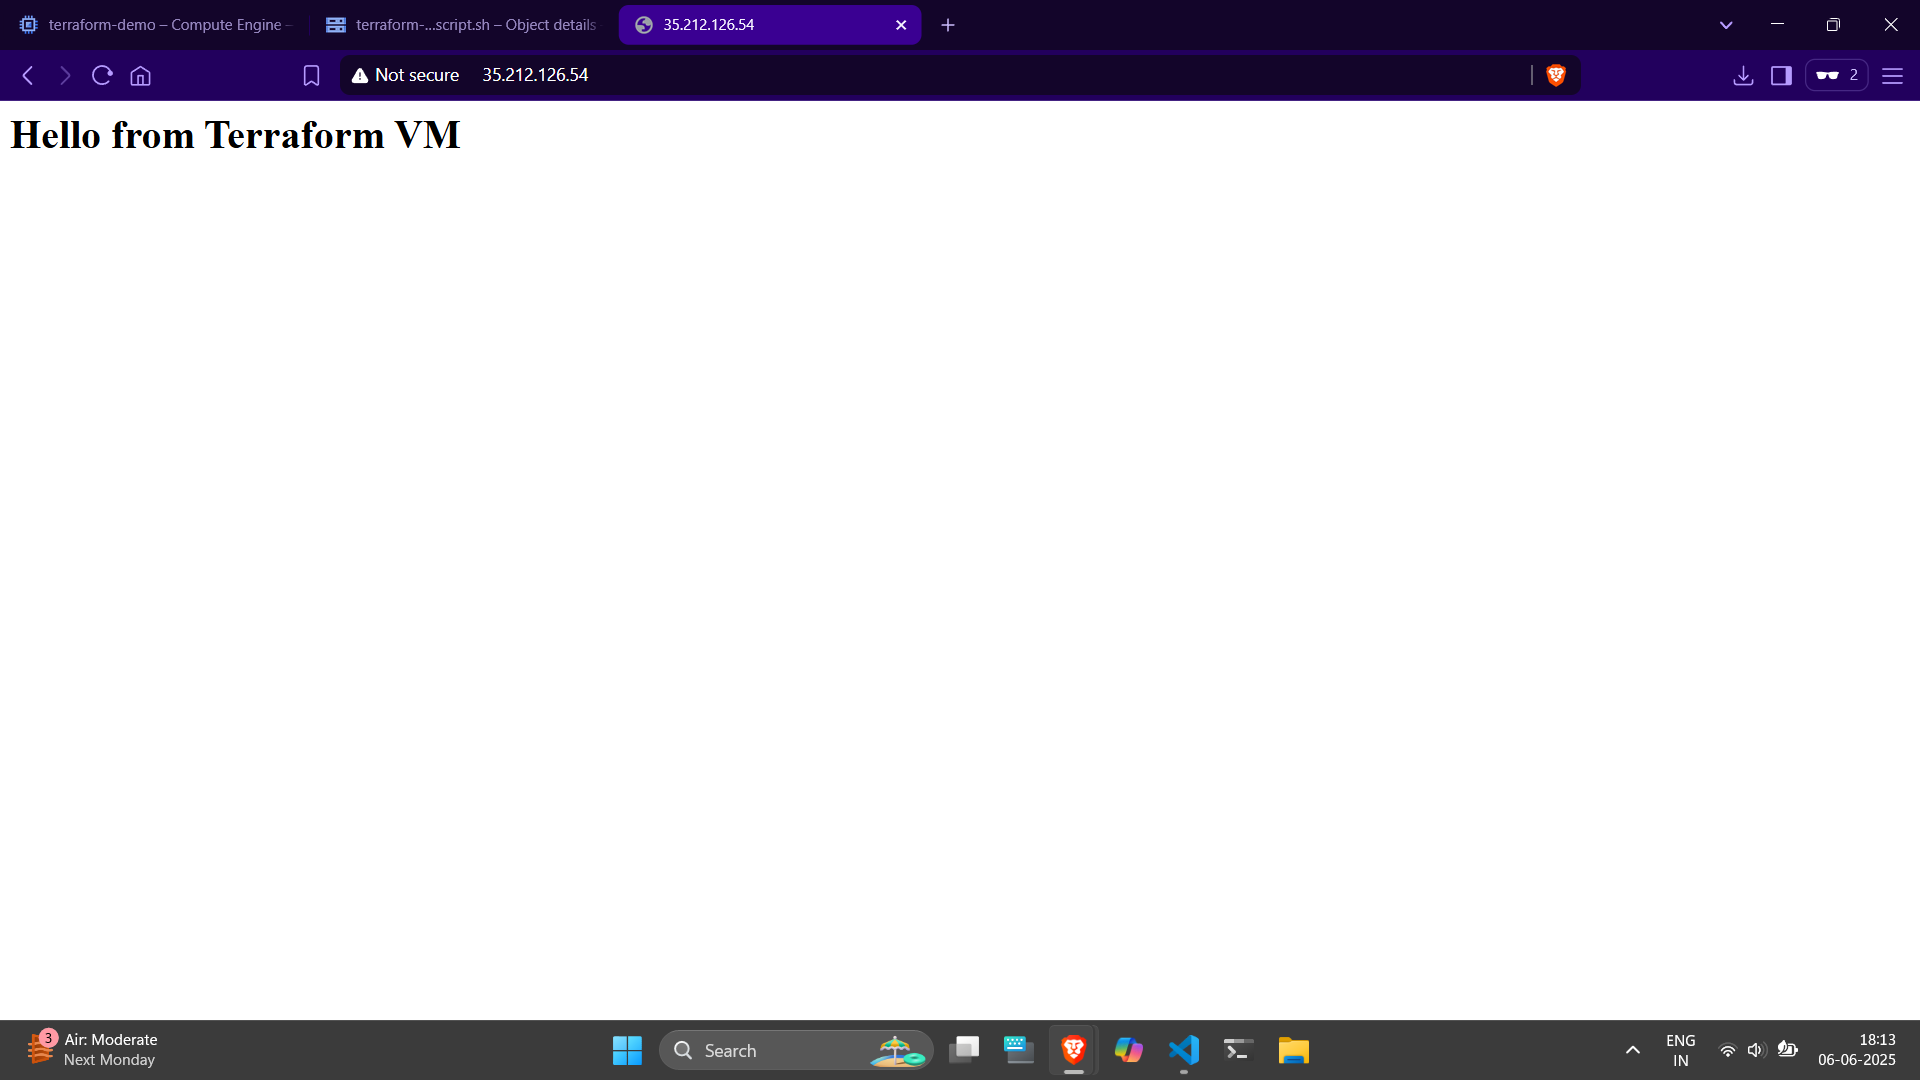 terraform-demo – Compute Engine –
terraform-...script.sh – Object details
35.212.126.54
Not secure
35.212.126.54
2
Hello from Terraform VM
3
Air: Moderate
Next Monday
Search
ENG
IN
18:13
06-06-2025